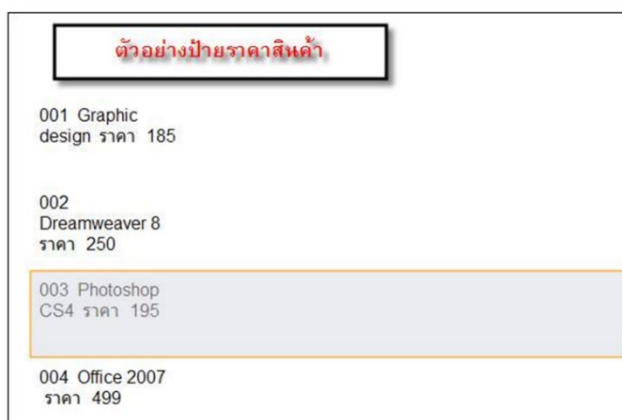 ตัวอย่างป้ายราคาสินค้า
001 Graphic
design ราคา 185
002
Dreamweaver 8
ราคา 250
003 Photoshop
CS4 ราคา 195
004 Office 2007
ราคา 499